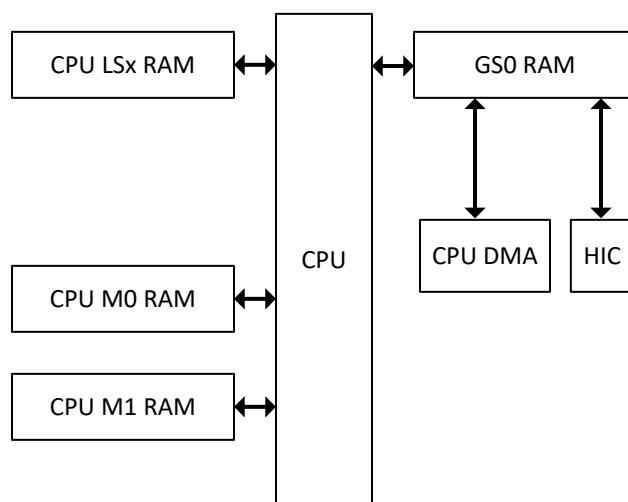 CPU LSx RAM
GS0 RAM
CPU
CPU DMA
HIC
CPU M0 RAM
CPU M1 RAM